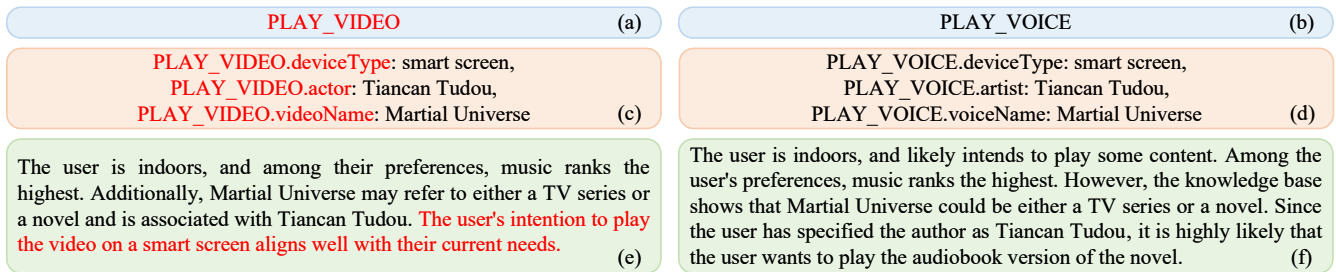 PLAY_VIDEO (a)
PLAY_VOICE (b)
PLAY_VIDEO.deviceType: smart screen,
PLAY_VIDEO.actor: Tiancan Tudou,
PLAY_VIDEO.videoName: Martial Universe (c)
PLAY_VOICE.deviceType: smart screen,
PLAY_VOICE.artist: Tiancan Tudou,
PLAY_VOICE.voiceName: Martial Universe (d)
The user is indoors, and among their preferences, music ranks the
highest. Additionally, Martial Universe may refer to either a TV series or
a novel and is associated with Tiancan Tudou. The user's intention to play
the video on a smart screen aligns well with their current needs.
(e)
The user is indoors, and likely intends to play some content. Among the
user's preferences, music ranks the highest. However, the knowledge base
shows that Martial Universe could be either a TV series or a novel. Since
the user has specified the author as Tiancan Tudou, it is highly likely that
the user wants to play the audiobook version of the novel. (f)